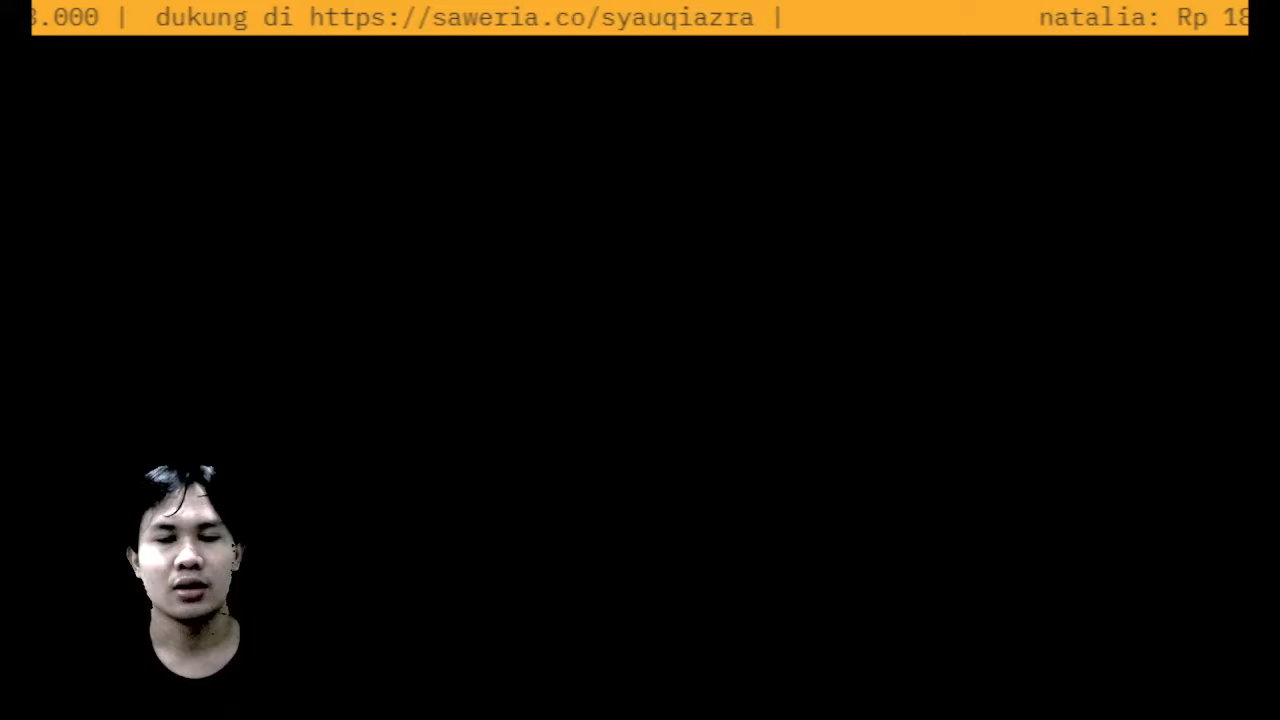 .000 | dukung di https://saweria.co/syauqiazra | natalia: Rp 18